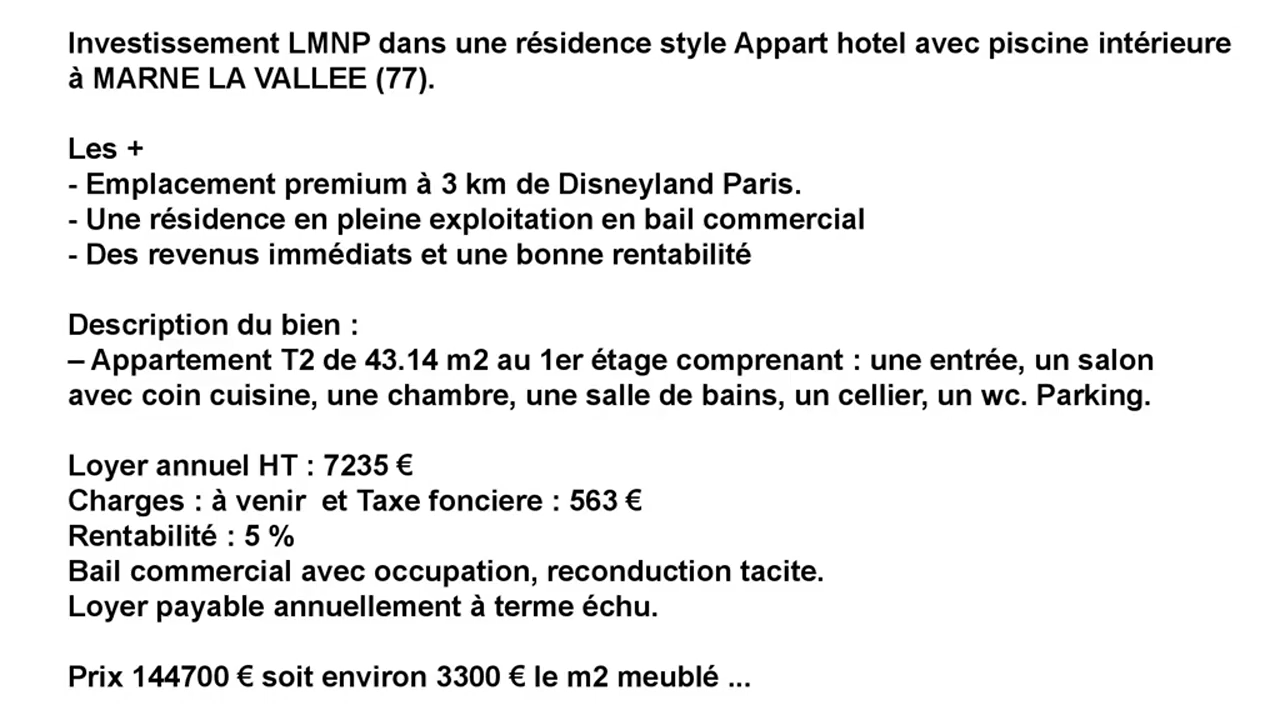 Investissement LMNP dans une résidence style Appart hotel avec piscine intérieure
à MARNE LA VALLEE (77).
Les +
- Emplacement premium à 3 km de Disneyland Paris.
- Une résidence en pleine exploitation en bail commercial
- Des revenus immédiats et une bonne rentabilité
Description du bien :
– Appartement T2 de 43.14 m2 au 1er étage comprenant : une entrée, un salon
avec coin cuisine, une chambre, une salle de bains, un cellier, un wc. Parking.
Loyer annuel HT : 7235 €
Charges : à venir  et Taxe fonciere : 563 €
Rentabilité : 5 %
Bail commercial avec occupation, reconduction tacite.
Loyer payable annuellement à terme échu.
Prix 144700 € soit environ 3300 € le m2 meublé ...